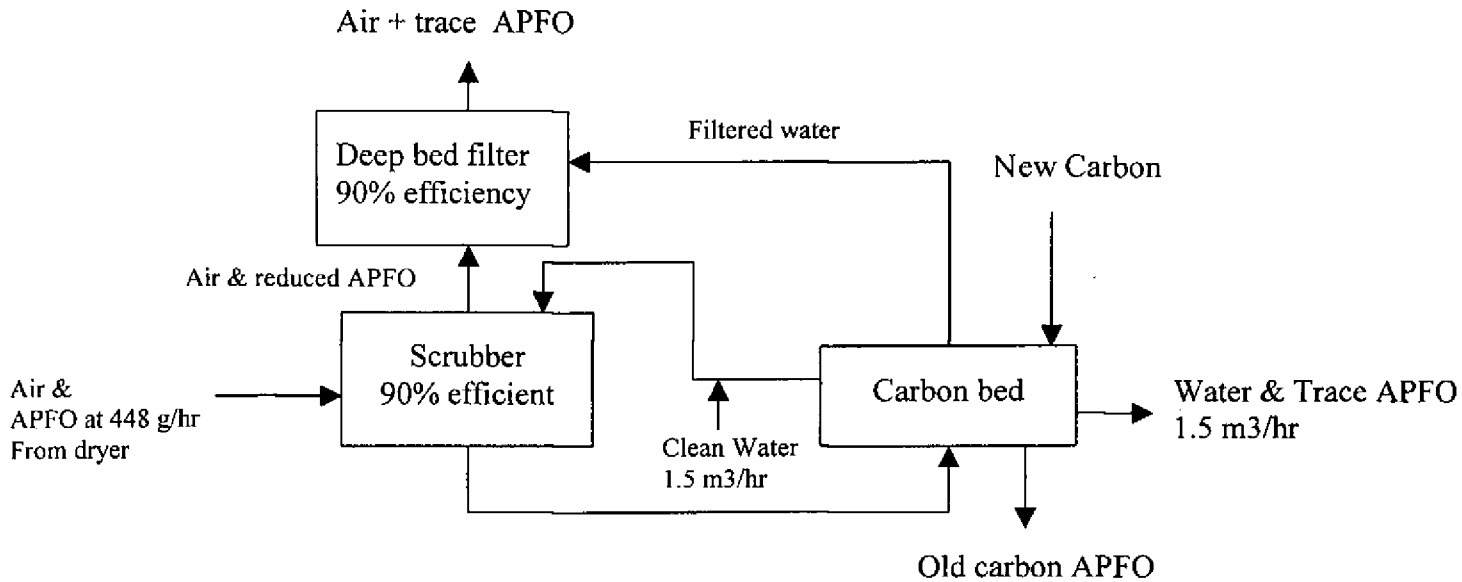 Air + trace APFO
Deep bed filter
90% efficiency
Filtered water
New Carbon
Air & reduced APFO
Scrubber
90% efficient
Air &
APFO at 448 g/hr
From dryer
Clean Water
1.5 m3/hr
Carbon bed
Water & Trace APFO
1.5 m3/hr
Old carbon APFO